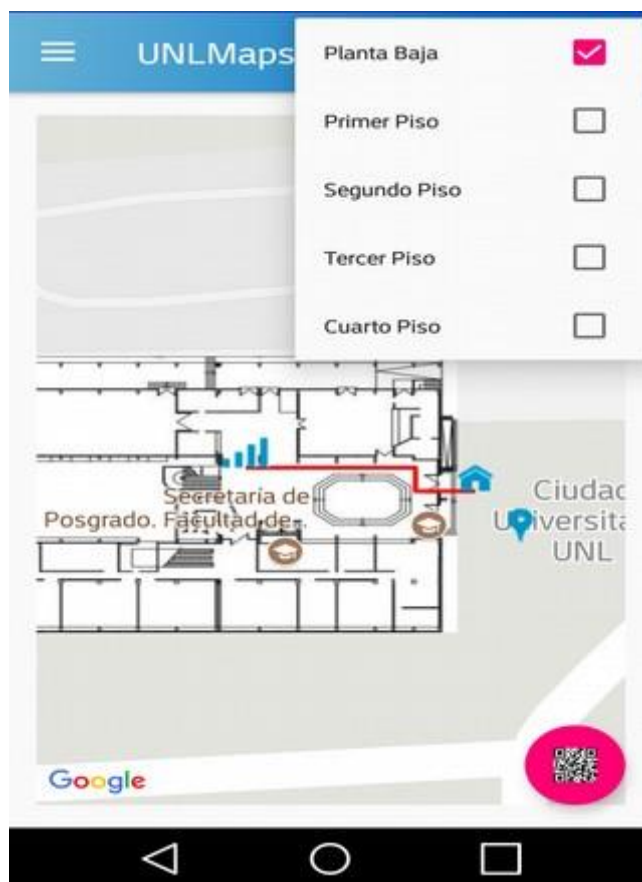 UNLMaps
Planta Baja
Primer Piso
Segundo Piso
Tercer Piso
Cuarto Piso
Secretaría de
Posgrado. Facultad de...
Ciudad
Universita
UNL
Google